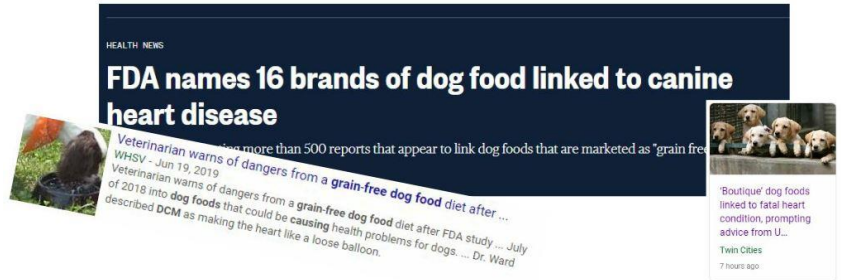 HEALTH NEWS
FDA names 16 brands of dog food linked to canine
heart disease
more than 500 reports that appear to link dog foods that are marketed as "grain free
Veterinarian warns of dangers from a grain-free dog food diet after ...
WHSV - Jun 19, 2019
Veterinarian warns of dangers from a grain-free dog food diet after FDA study ... July
of 2018 into dog foods that could be causing health problems for dogs. ... Dr. Ward
described DCM as making the heart like a loose balloon.
'Boutique' dog foods
linked to fatal heart
condition, prompting
advice from U...
Twin Cities
7 hours ago